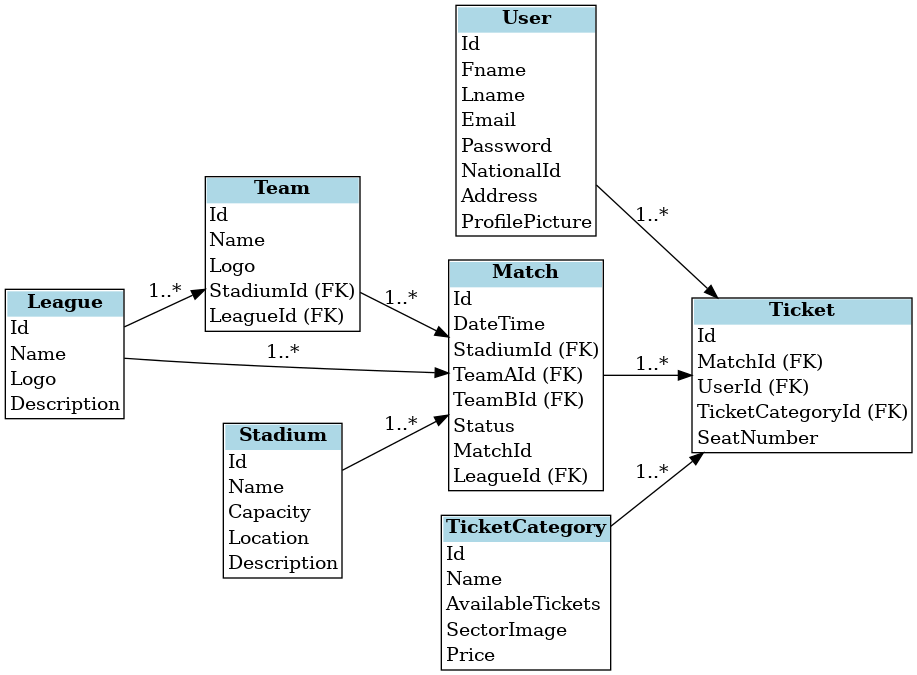 User
Id
Fname
Lname
Email
Password
NationalId
Address
ProfilePicture
1..*
Team
Id
Name
Logo
StadiumId (FK)
LeagueId (FK)
1..*
League
Id
Name
Logo
Description
1..*
1..*
Match
Id
DateTime
StadiumId (FK)
TeamAId (FK)
TeamBId (FK)
Status
MatchId
LeagueId (FK)
1..*
Ticket
Id
MatchId (FK)
UserId (FK)
TicketCategoryId (FK)
SeatNumber
Stadium
Id
Name
Capacity
Location
Description
1..*
TicketCategory
Id
Name
AvailableTickets
SectorImage
Price
1..*